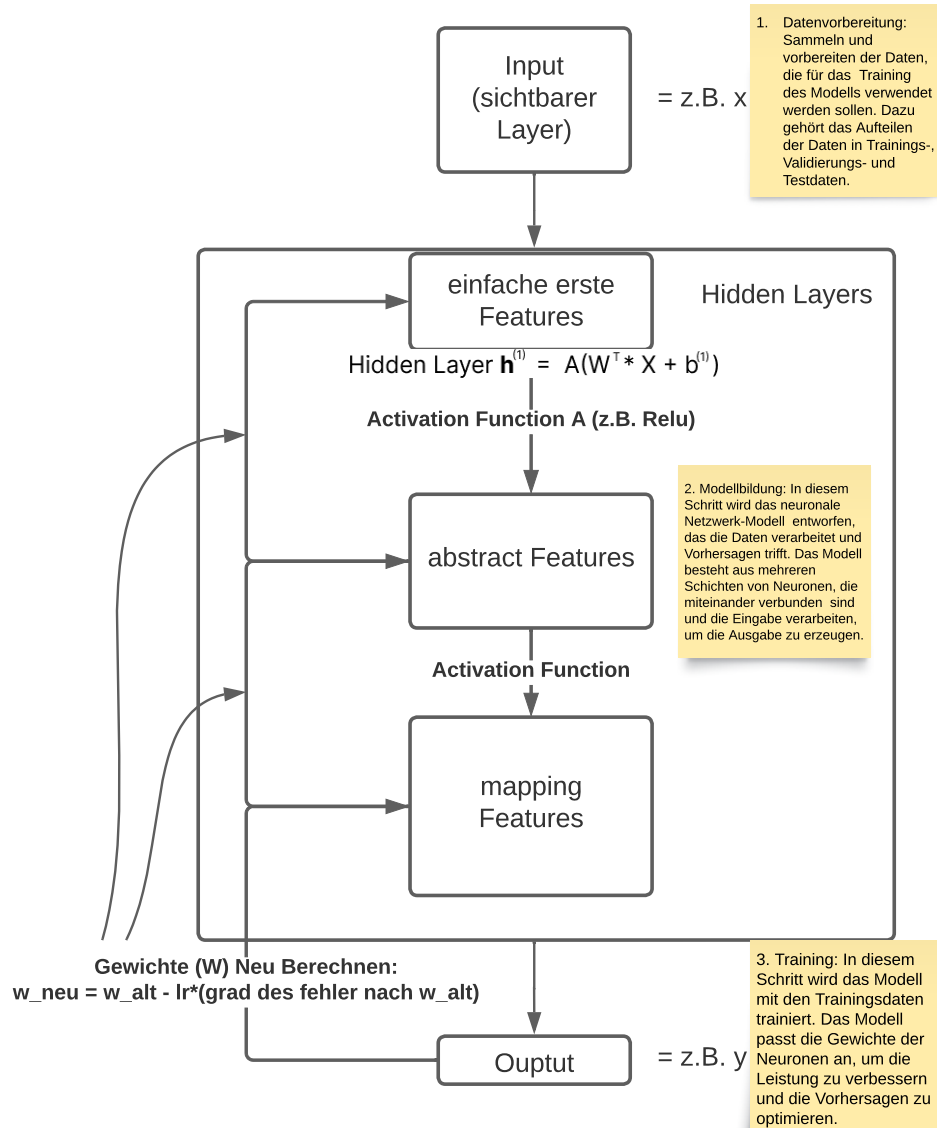 Input
(sichtbarer
Layer)
= z.B. x
1. Datenvorbereitung:
Sammeln und
vorbereiten der Daten,
die für das Training
des Modells verwendet
werden sollen. Dazu
gehört das Aufteilen
der Daten in Trainings-,
Validierungs- und
Testdaten.
einfache erste
Features
Hidden Layers
Hidden Layer h⁽¹⁾ = A(Wᵀ * X + b⁽¹⁾)
Activation Function A (z.B. Relu)
abstract Features
2. Modellbildung: In diesem
Schritt wird das neuronale
Netzwerk-Modell entworfen,
das die Daten verarbeitet und
Vorhersagen trifft. Das Modell
besteht aus mehreren
Schichten von Neuronen, die
miteinander verbunden sind
und die Eingabe verarbeiten,
um die Ausgabe zu erzeugen.
Activation Function
mapping
Features
Gewichte (W) Neu Berechnen:
w_neu = w_alt - lr*(grad des fehler nach w_alt)
Ouptut
= z.B. y
3. Training: In diesem
Schritt wird das Modell
mit den Trainingsdaten
trainiert. Das Modell
passt die Gewichte der
Neuronen an, um die
Leistung zu verbessern
und die Vorhersagen zu
optimieren.